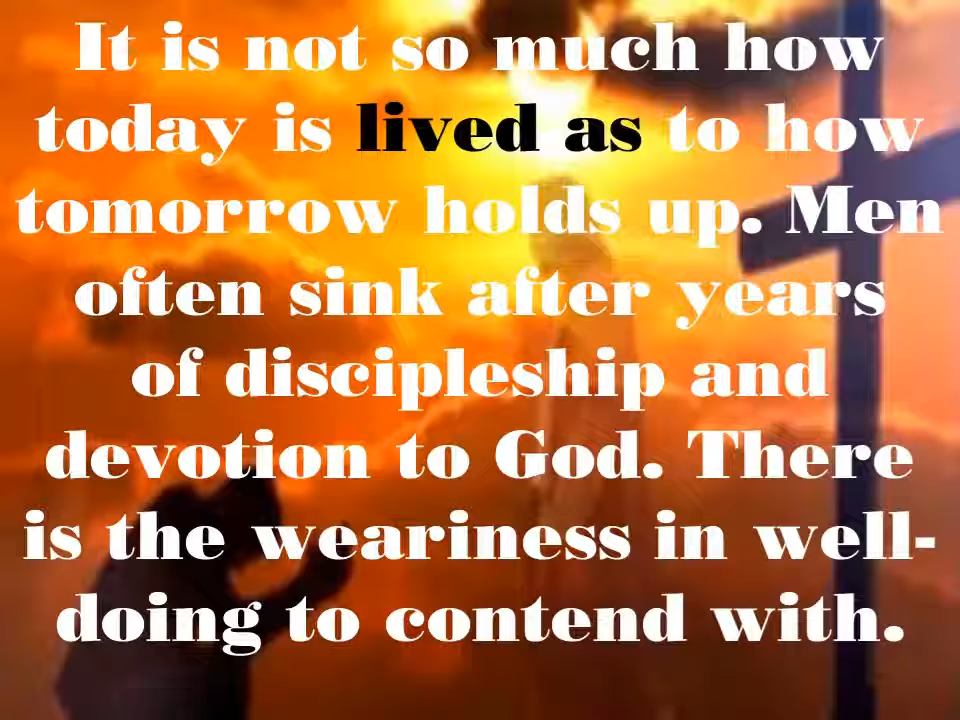 It is not so much how
today is lived as to how
tomorrow holds up. Men
often sink after years
of discipleship and
devotion to God. There
is the weariness in well-
doing to contend with.